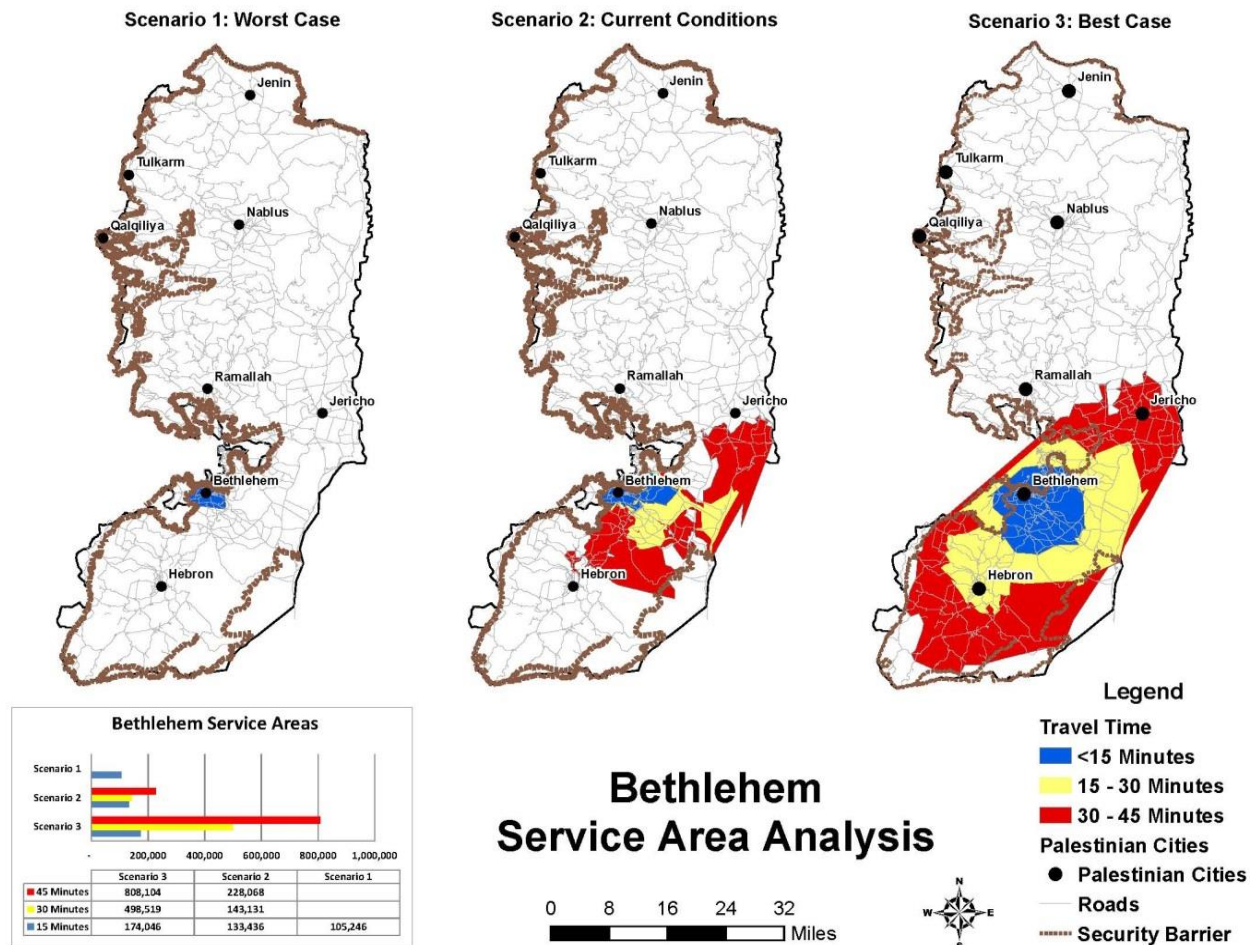 Scenario 1: Worst Case
Scenario 2: Current Conditions
Scenario 3: Best Case
Jenin
Tulkarm
Nablus
Qalqiliya
Ramallah
Jericho
Bethlehem
Hebron
Jenin
Tulkarm
Nablus
Qalqiliya
Ramallah
Jericho
Bethlehem
Hebron
Jenin
Tulkarm
Nablus
Qalqiliya
Ramallah
Jericho
Bethlehem
Hebron
Bethlehem Service Areas
Scenario 1
Scenario 2
Scenario 3
- 200,000 400,000 600,000 800,000 1,000,000
Scenario 3 Scenario 2 Scenario 1
45 Minutes 808,104 228,068
30 Minutes 498,519 143,131
15 Minutes 174,046 133,436 105,246
Bethlehem
Service Area Analysis
0 8 16 24 32
Miles
N
W E
S
Legend
Travel Time
<15 Minutes
15 - 30 Minutes
30 - 45 Minutes
Palestinian Cities
Palestinian Cities
Roads
Security Barrier